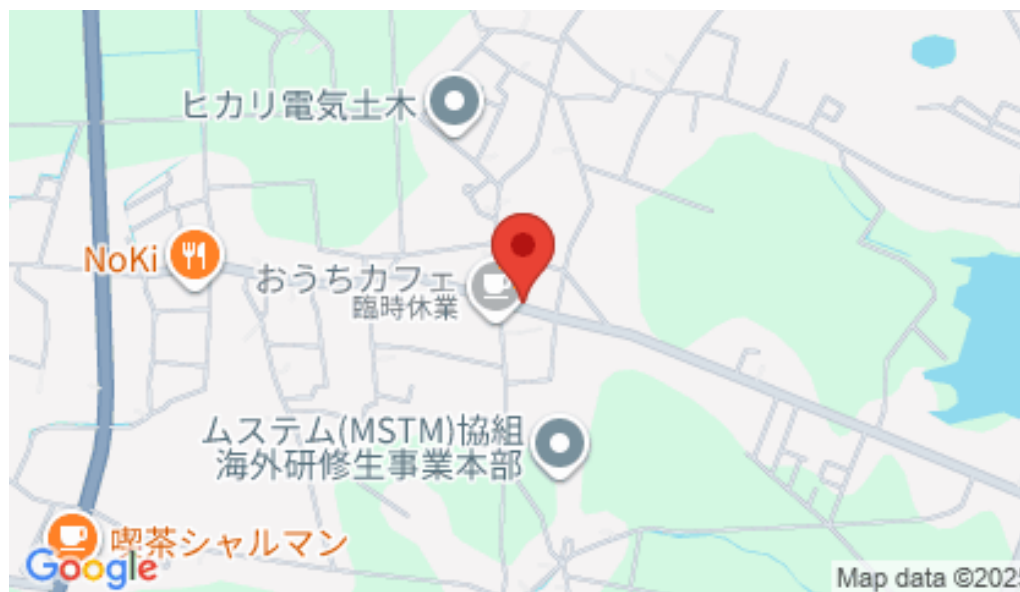 ヒカリ電気土木
NoKi
おうちカフェ
臨時休業
ムステム(MSTM)協組
海外研修生事業本部
喫茶シャルマン
Google
Map data ©2025